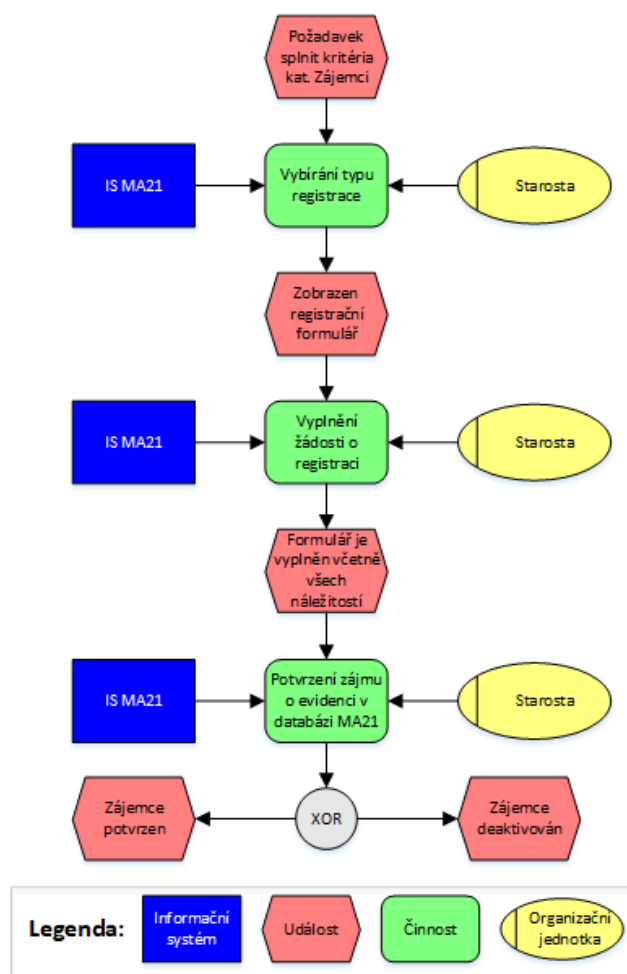 Požadavek
splnit kritéria
kat. Zájemci
IS MA21
Vybírání typu
registrace
Starosta
Zobrazen
registrační
formulář
IS MA21
Vyplnění
žádosti o
registraci
Starosta
Formulář je
vyplněn včetně
všech
náležitostí
IS MA21
Potvrzení zájmu
o evidenci v
databázi MA21
Starosta
Zájemce
potvrzen
XOR
Zájemce
deaktivován
Legenda:
Informační
systém
Událost
Činnost
Organizační
jednotka